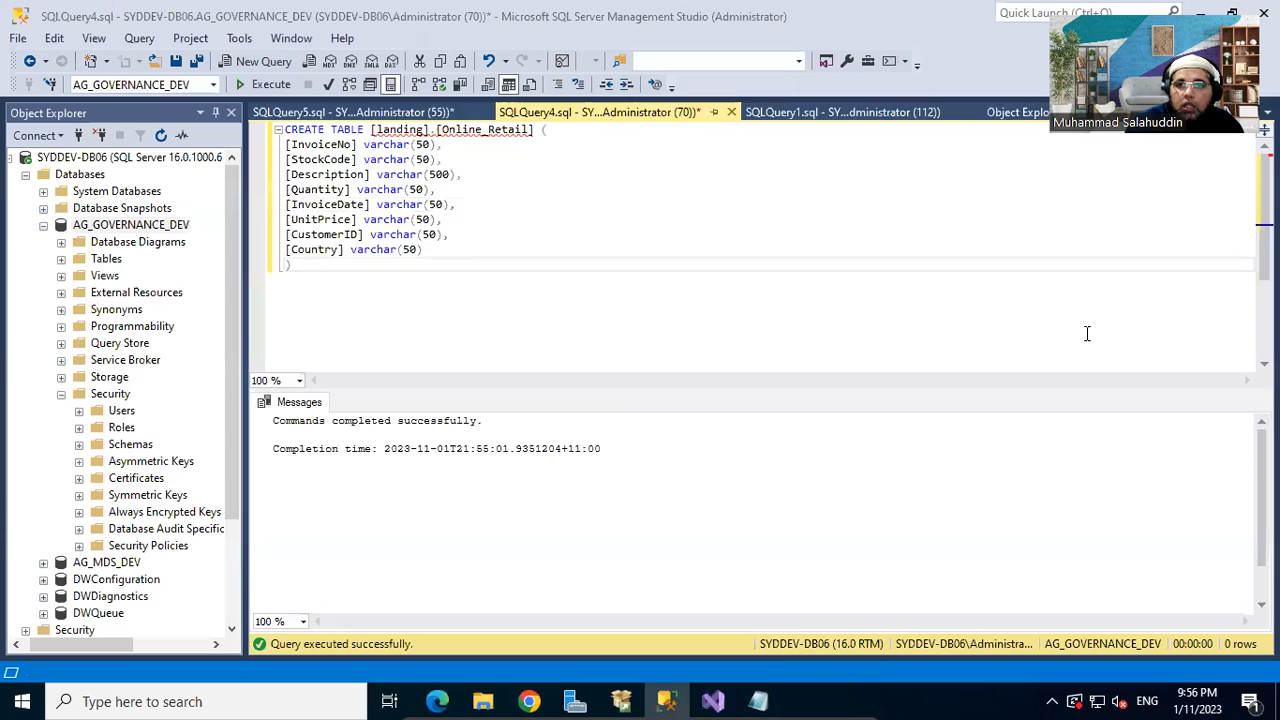 SQLQuery4.sql - SYDDEV-DB06.AG_GOVERNANCE_DEV (SYDDEV-DB06\Administrator (70))* - Microsoft SQL Server Management Studio (Administrator)
Quick Launch (Ctrl+Q)
File Edit View Query Project Tools Window Help
New Query
AG_GOVERNANCE_DEV
Execute
Muhammad Salahuddin
Object Explorer
SQLQuery5.sql - SY...Administrator (55))*
SQLQuery4.sql - SY...Administrator (70))*
SQLQuery1.sql - SY...dministrator (112))
Object Explo
Connect
SYDDEV-DB06 (SQL Server 16.0.1000.6
Databases
System Databases
Database Snapshots
AG_GOVERNANCE_DEV
Database Diagrams
Tables
Views
External Resources
Synonyms
Programmability
Query Store
Service Broker
Storage
Security
Users
Roles
Schemas
Asymmetric Keys
Certificates
Symmetric Keys
Always Encrypted Keys
Database Audit Specific
Security Policies
AG_MDS_DEV
DWConfiguration
DWDiagnostics
DWQueue
Security
CREATE TABLE [landing].[Online_Retail] (
[InvoiceNo] varchar(50),
[StockCode] varchar(50),
[Description] varchar(500),
[Quantity] varchar(50),
[InvoiceDate] varchar(50),
[UnitPrice] varchar(50),
[CustomerID] varchar(50),
[Country] varchar(50)
)
100 %
Messages
Commands completed successfully.
Completion time: 2023-11-01T21:55:01.9351204+11:00
100 %
Query executed successfully.
SYDDEV-DB06 (16.0 RTM)
SYDDEV-DB06\Administra...
AG_GOVERNANCE_DEV
00:00:00
0 rows
Type here to search
ENG
9:56 PM
1/11/2023